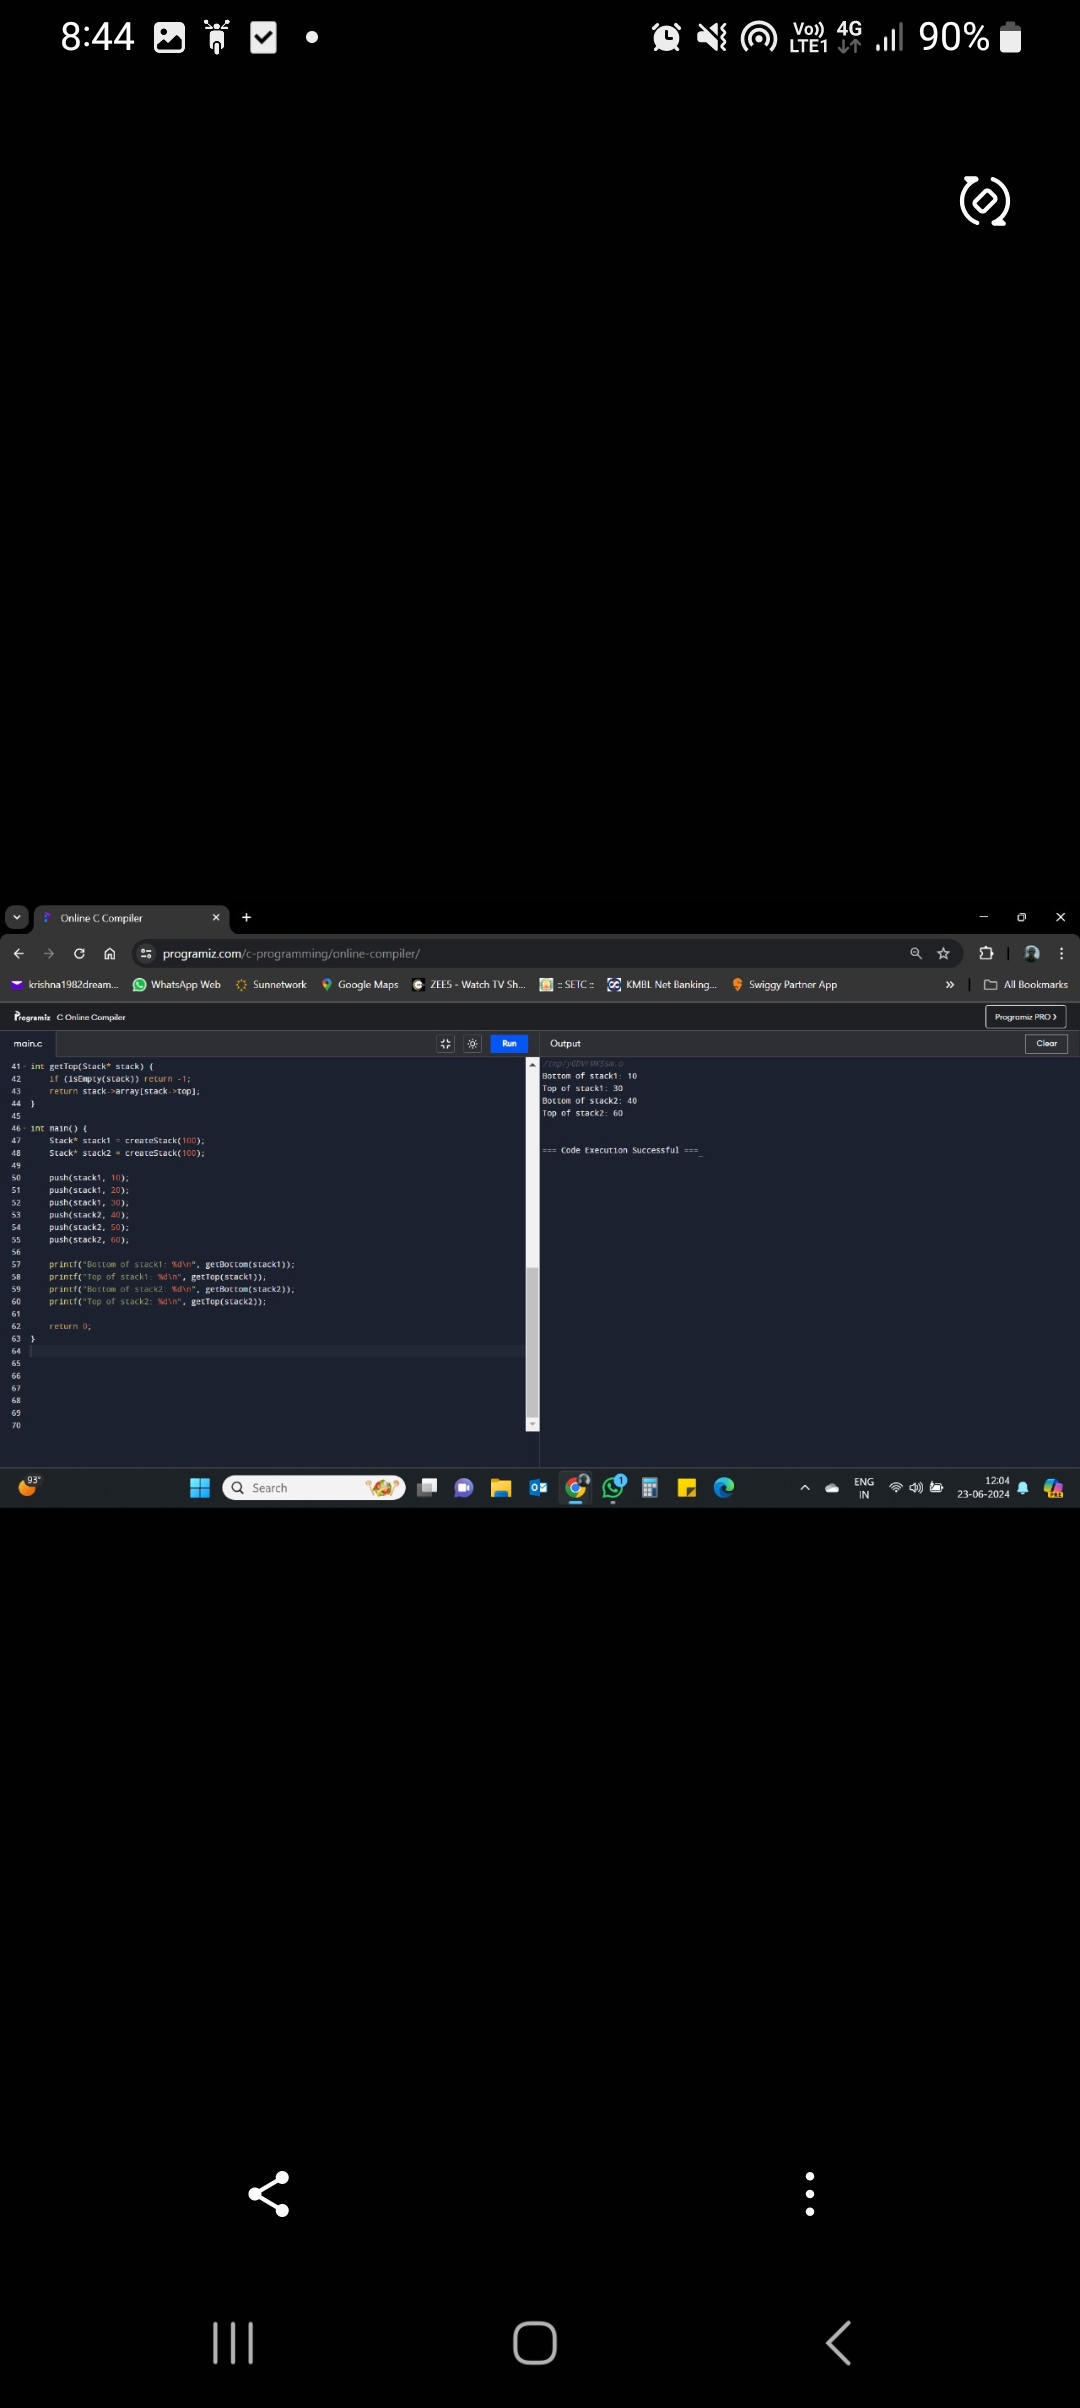 8:44
Vo)) LTE1 4G 90%
Online C Compiler
programiz.com/c-programming/online-compiler/
krishna1982dream... WhatsApp Web Sunnetwork Google Maps ZEE5 - Watch TV Sh... :: SETC :: KMBL Net Banking... Swiggy Partner App » All Bookmarks
Programiz C Online Compiler Programiz PRO >
main.c Run Output Clear
41 int getTop(Stack* stack) {
42 if (isEmpty(stack)) return -1;
43 return stack->array[stack->top];
44 }
45
46 int main() {
47 Stack* stack1 = createStack(100);
48 Stack* stack2 = createStack(100);
49
50 push(stack1, 10);
51 push(stack1, 20);
52 push(stack1, 30);
53 push(stack2, 40);
54 push(stack2, 50);
55 push(stack2, 60);
56
57 printf("Bottom of stack1: %d\n", getBottom(stack1));
58 printf("Top of stack1: %d\n", getTop(stack1));
59 printf("Bottom of stack2: %d\n", getBottom(stack2));
60 printf("Top of stack2: %d\n", getTop(stack2));
61
62 return 0;
63 }
64
65
66
67
68
69
70
Bottom of stack1: 10
Top of stack1: 30
Bottom of stack2: 40
Top of stack2: 60
=== Code Execution Successful ===_
93°
Search
1
ENG
IN
12:04
23-06-2024
PRE